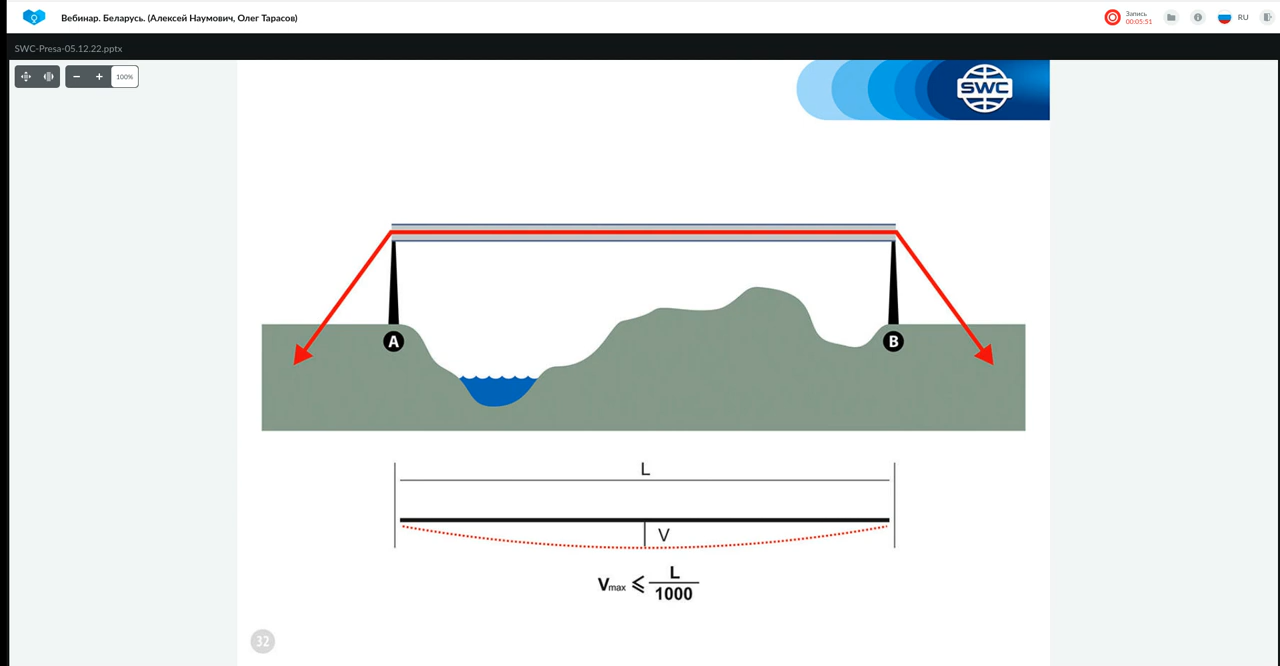 Вебинар. Беларусь. (Алексей Наумович, Олег Тарасов)
Запись
00:05:51
RU
SWC-Presa-05.12.22.pptx
100%
SWC
A
B
L
V
Vmax ⩽ L
1000
32